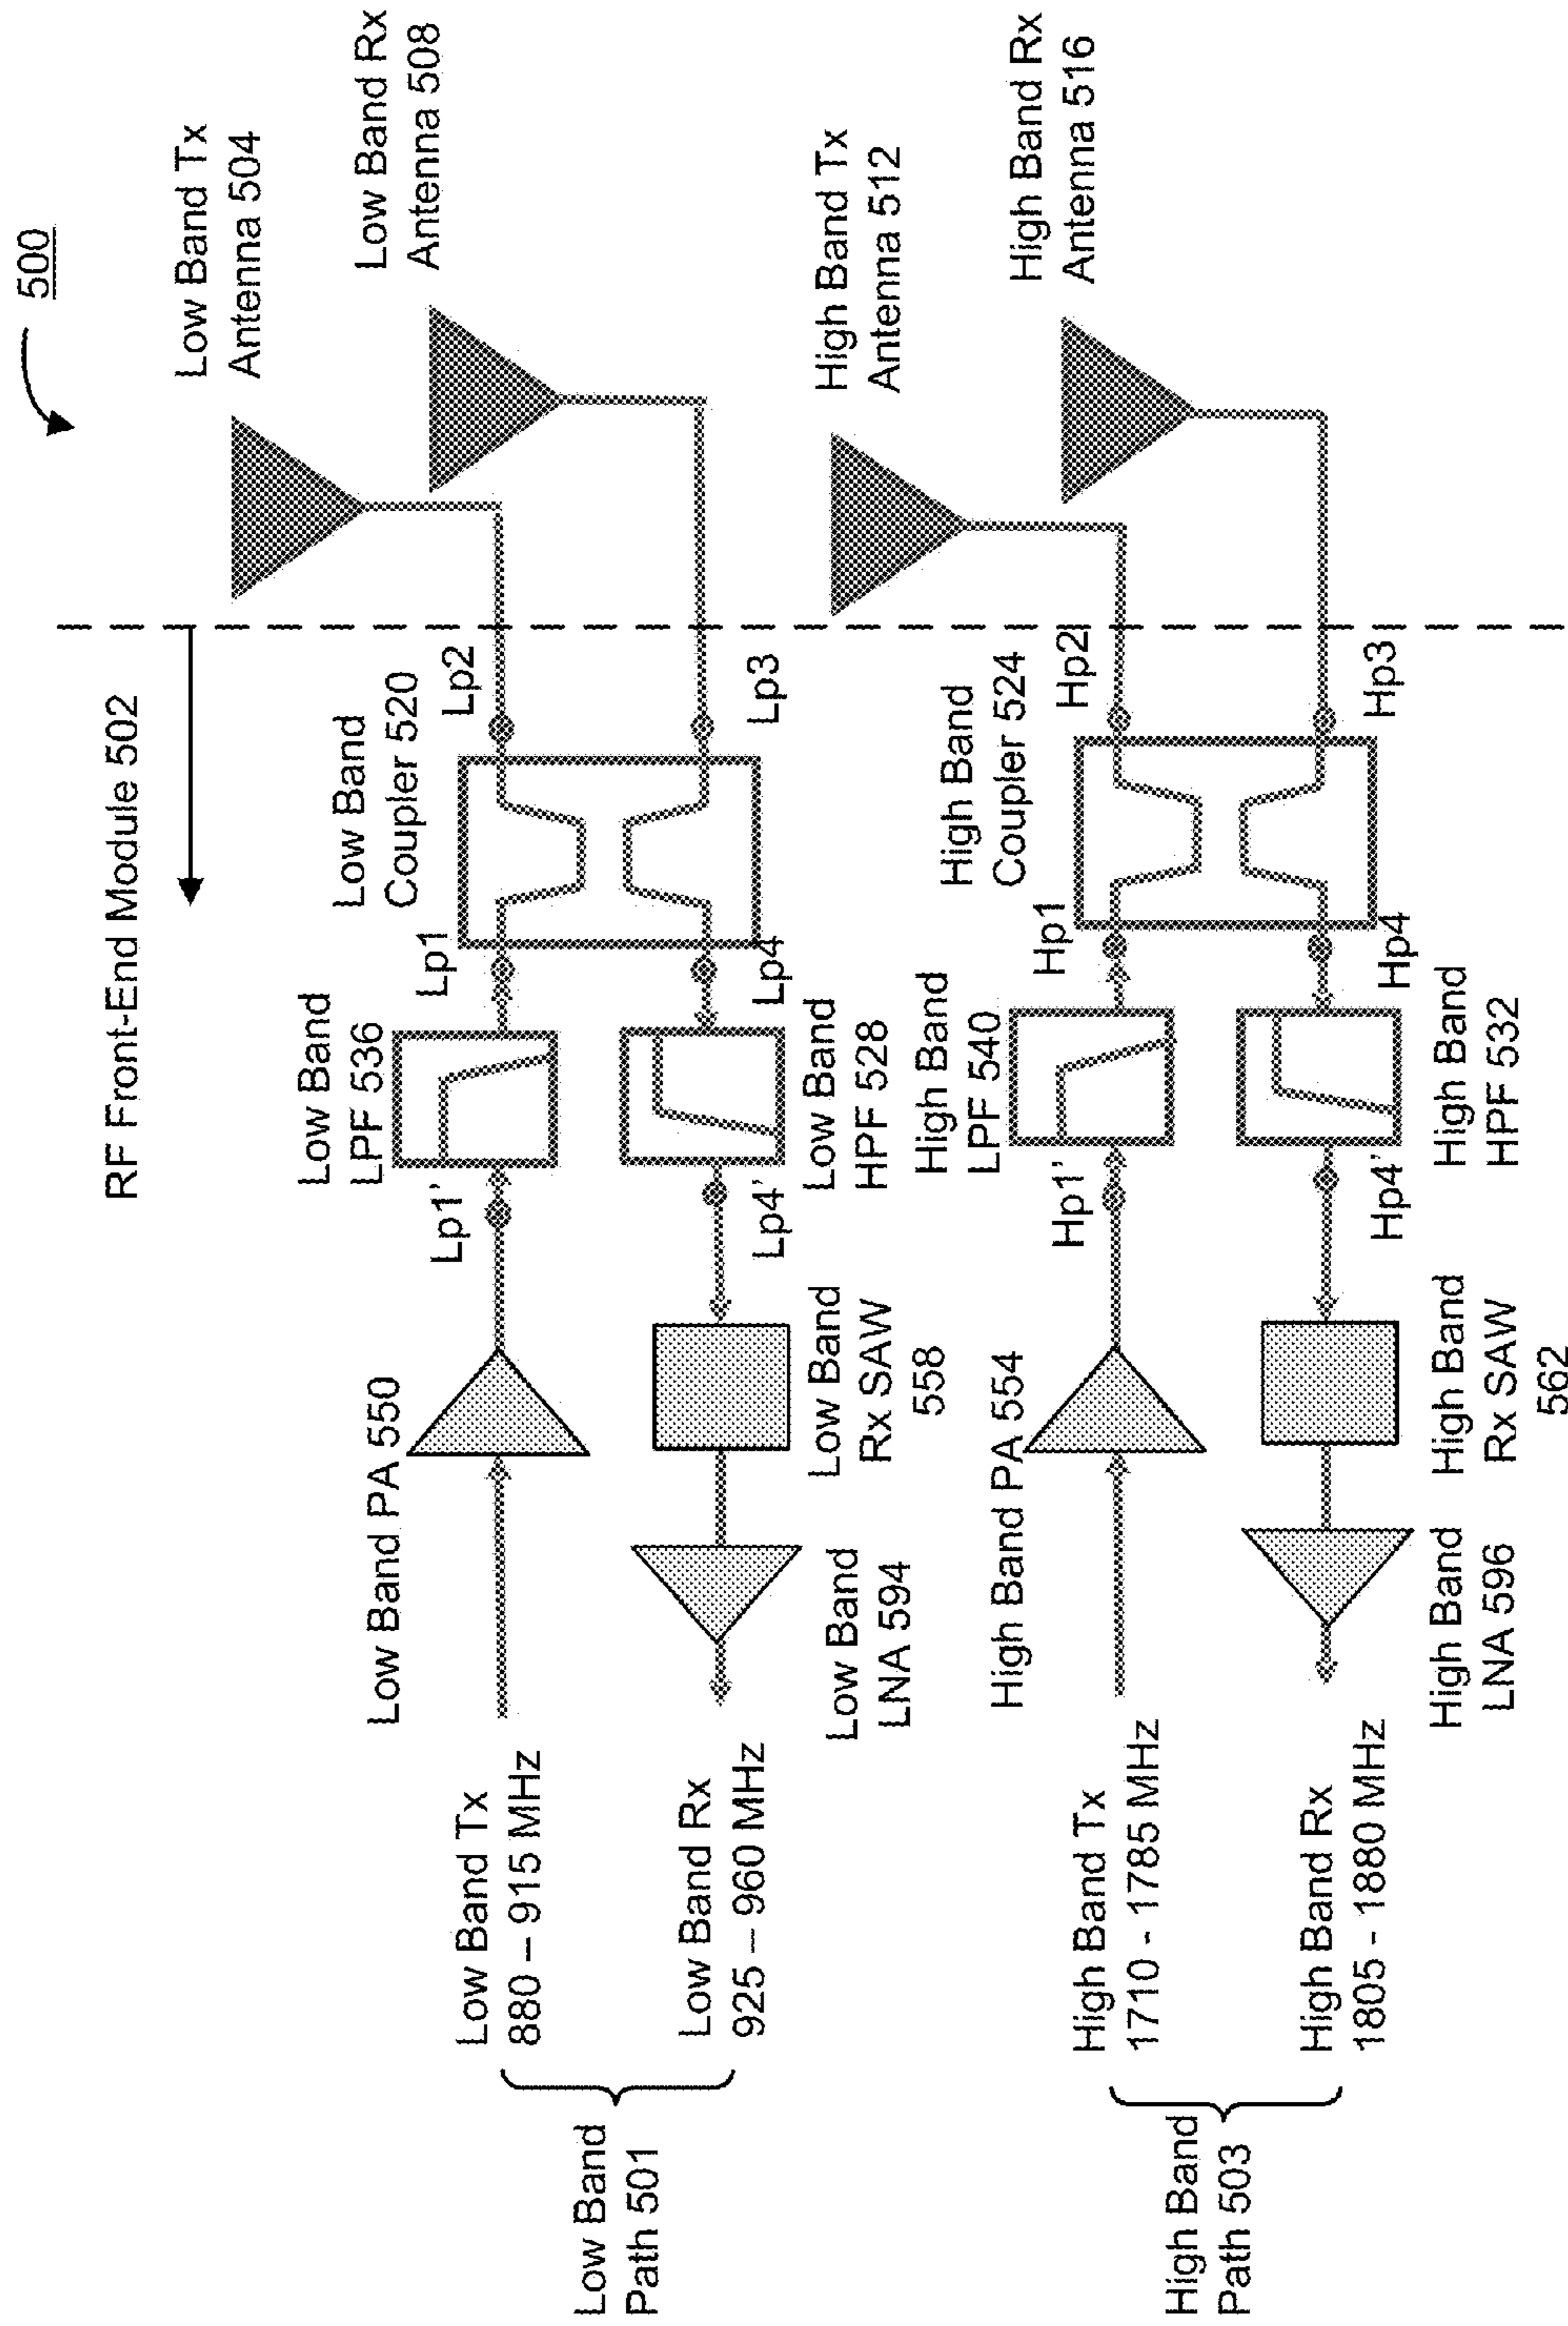 500
RF Front-End Module 502
Low Band Tx
Antenna 504
Low Band Rx
Antenna 508
Low Band
Coupler 520
Low Band
LPF 536
Low Band PA 550
Lp1'
Lp1
Lp2
Low Band Tx
880 – 915 MHz
Low Band
Path 501
Low Band Rx
925 – 960 MHz
Lp4'
Lp4
Lp3
Low Band
LNA 594
Low Band
Rx SAW
558
Low Band
HPF 528
High Band Tx
Antenna 512
High Band Rx
Antenna 516
High Band
Coupler 524
High Band
LPF 540
High Band PA 554
Hp1'
Hp1
Hp2
High Band Tx
1710 - 1785 MHz
High Band
Path 503
High Band Rx
1805 - 1880 MHz
Hp4'
Hp4
Hp3
High Band
LNA 596
High Band
Rx SAW
562
High Band
HPF 532